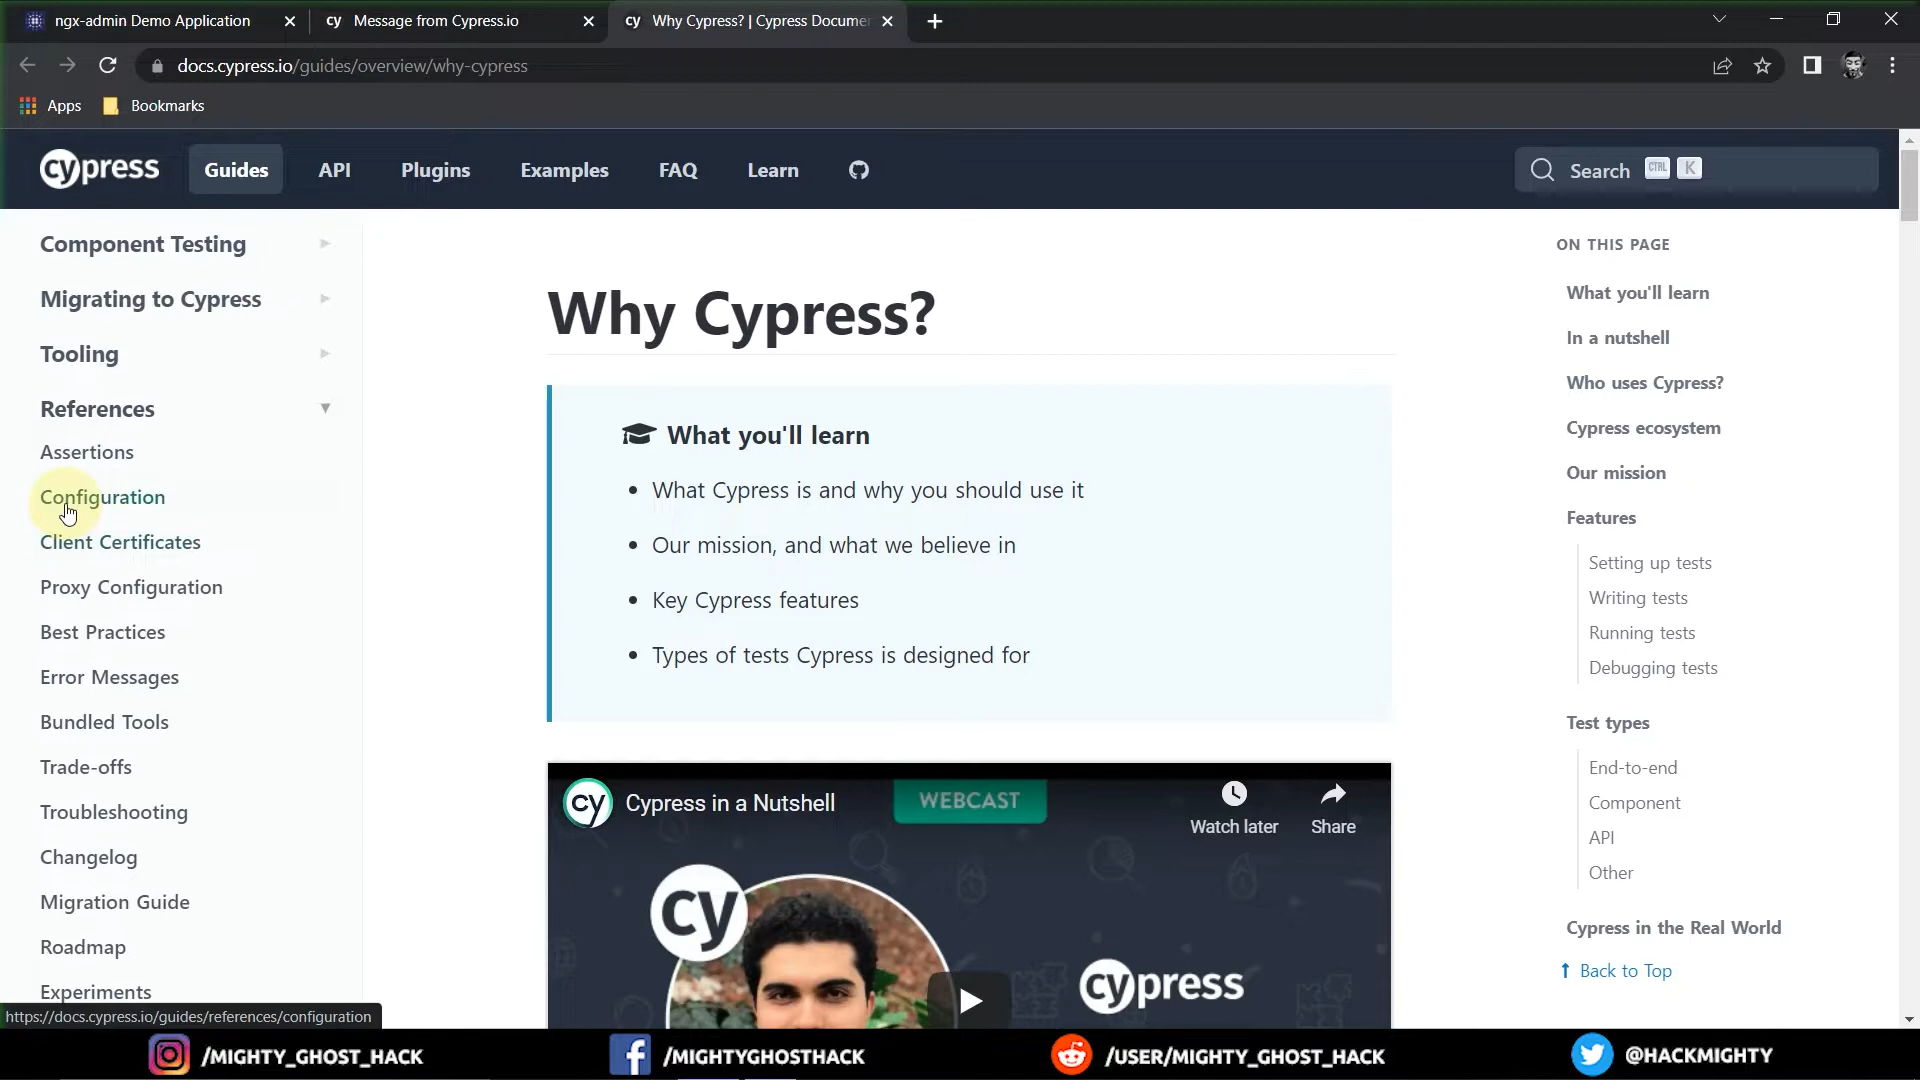 ngx-admin Demo Application
cy Message from Cypress.io
cy Why Cypress? | Cypress Docume
docs.cypress.io/guides/overview/why-cypress
Apps
Bookmarks
cypress
Guides
API
Plugins
Examples
FAQ
Learn
Search CTRL K
Component Testing
Migrating to Cypress
Tooling
References
Assertions
Configuration
Client Certificates
Proxy Configuration
Best Practices
Error Messages
Bundled Tools
Trade-offs
Troubleshooting
Changelog
Migration Guide
Roadmap
Experiments
https://docs.cypress.io/guides/references/configuration
Why Cypress?
What you'll learn
• What Cypress is and why you should use it
• Our mission, and what we believe in
• Key Cypress features
• Types of tests Cypress is designed for
cy Cypress in a Nutshell
WEBCAST
Watch later
Share
cy
cypress
ON THIS PAGE
What you'll learn
In a nutshell
Who uses Cypress?
Cypress ecosystem
Our mission
Features
Setting up tests
Writing tests
Running tests
Debugging tests
Test types
End-to-end
Component
API
Other
Cypress in the Real World
Back to Top
/MIGHTY_GHOST_HACK
/MIGHTYGHOSTHACK
/USER/MIGHTY_GHOST_HACK
@HACKMIGHTY